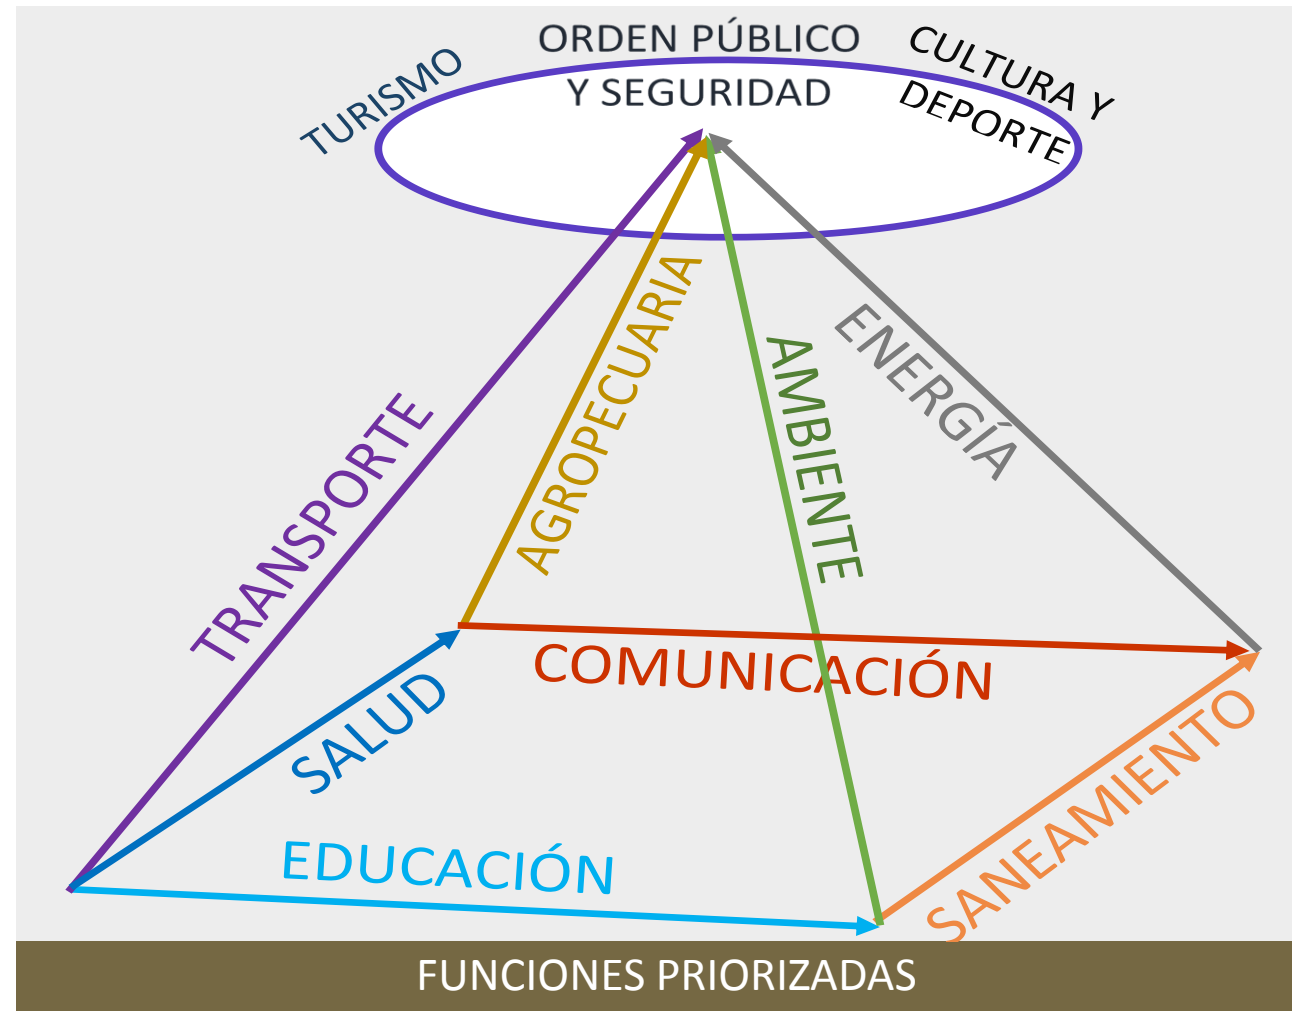 ORDEN PÚBLICO
Y SEGURIDAD
TURISMO
CULTURA Y
DEPORTE
TRANSPORTE
AGROPECUARIA
AMBIENTE
ENERGÍA
SALUD
COMUNICACIÓN
EDUCACIÓN
SANEAMIENTO
FUNCIONES PRIORIZADAS